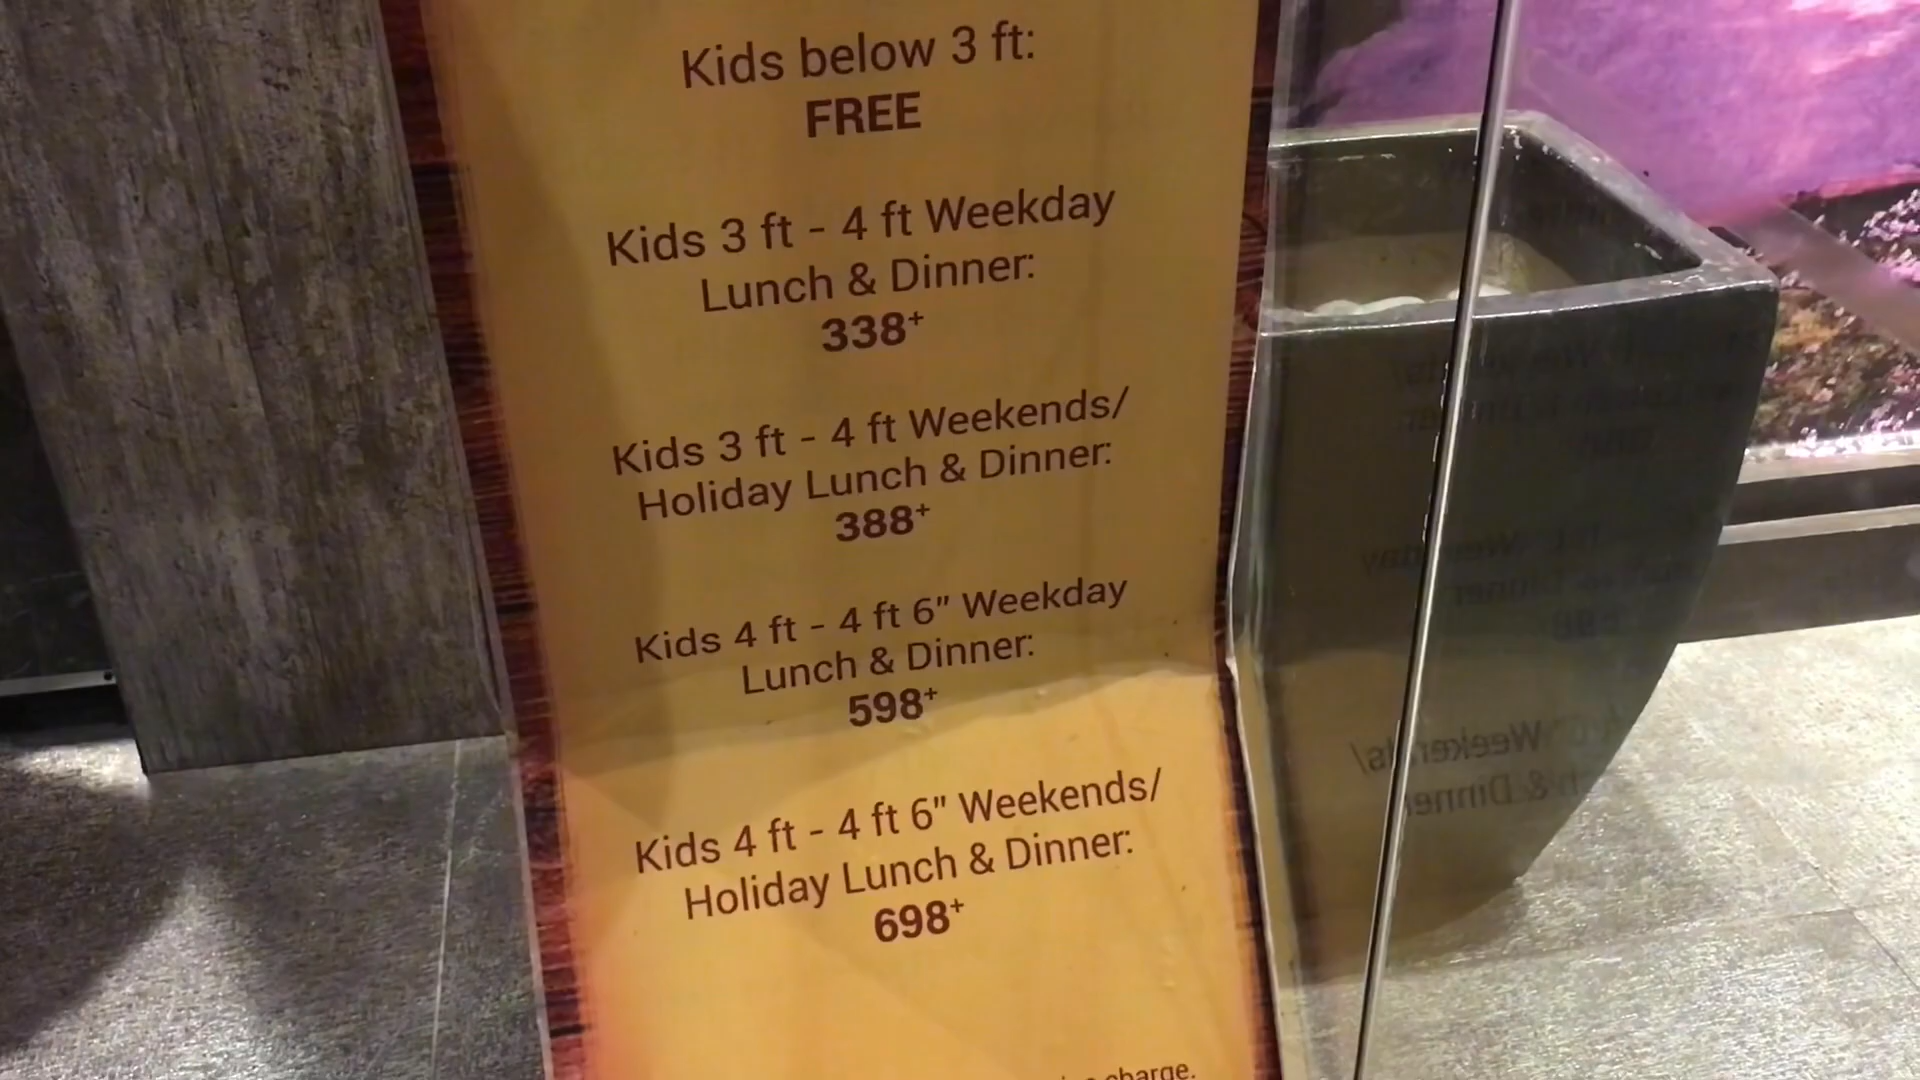 Kids below 3 ft:
FREE
Kids 3 ft - 4 ft Weekday
Lunch & Dinner:
338+
Kids 3 ft - 4 ft Weekends/
Holiday Lunch & Dinner:
388+
Kids 4 ft - 4 ft 6" Weekday
Lunch & Dinner:
598+
Kids 4 ft - 4 ft 6" Weekends/
Holiday Lunch & Dinner:
698+
charge.